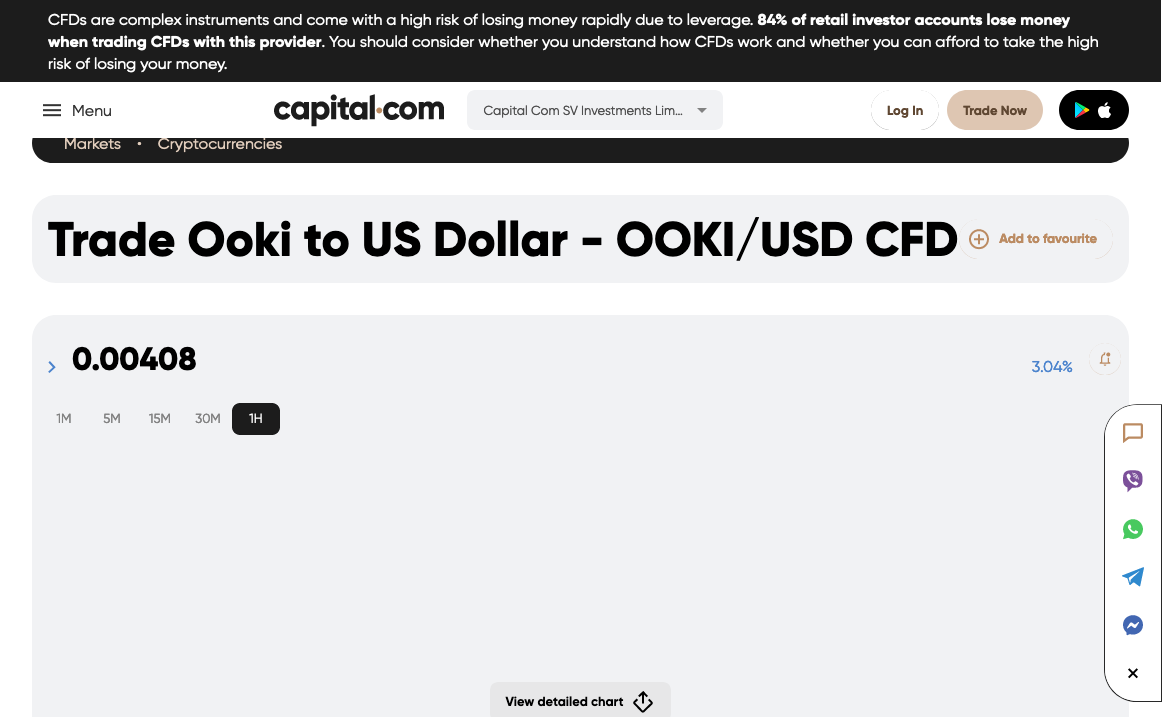 CFDs are complex instruments and come with a high risk of losing money rapidly due to leverage. 84% of retail investor accounts lose money
when trading CFDs with this provider. You should consider whether you understand how CFDs work and whether you can afford to take the high
risk of losing your money.
Menu
capital.com
Capital Com SV Investments Lim...
Log In
Trade Now
Markets • Cryptocurrencies
Trade Ooki to US Dollar - OOKI/USD CFD
Add to favourite
0.00408
3.04%
1M 5M 15M 30M 1H
View detailed chart